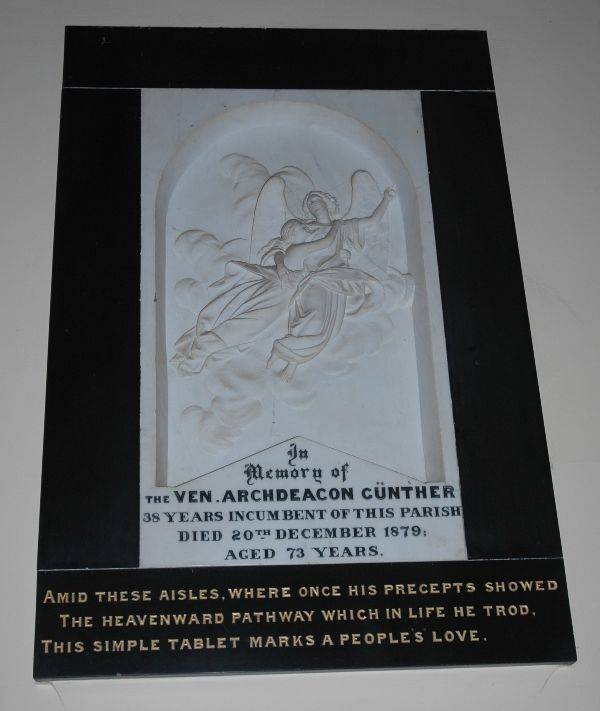 In
Memory of
THE VEN. ARCHDEACON GÜNTHER
38 YEARS INCUMBENT OF THIS PARISH
DIED 20TH DECEMBER 1879;
AGED 73 YEARS.
AMID THESE AISLES, WHERE ONCE HIS PRECEPTS SHOWED
THE HEAVENWARD PATHWAY WHICH IN LIFE HE TROD,
THIS SIMPLE TABLET MARKS A PEOPLE'S LOVE.